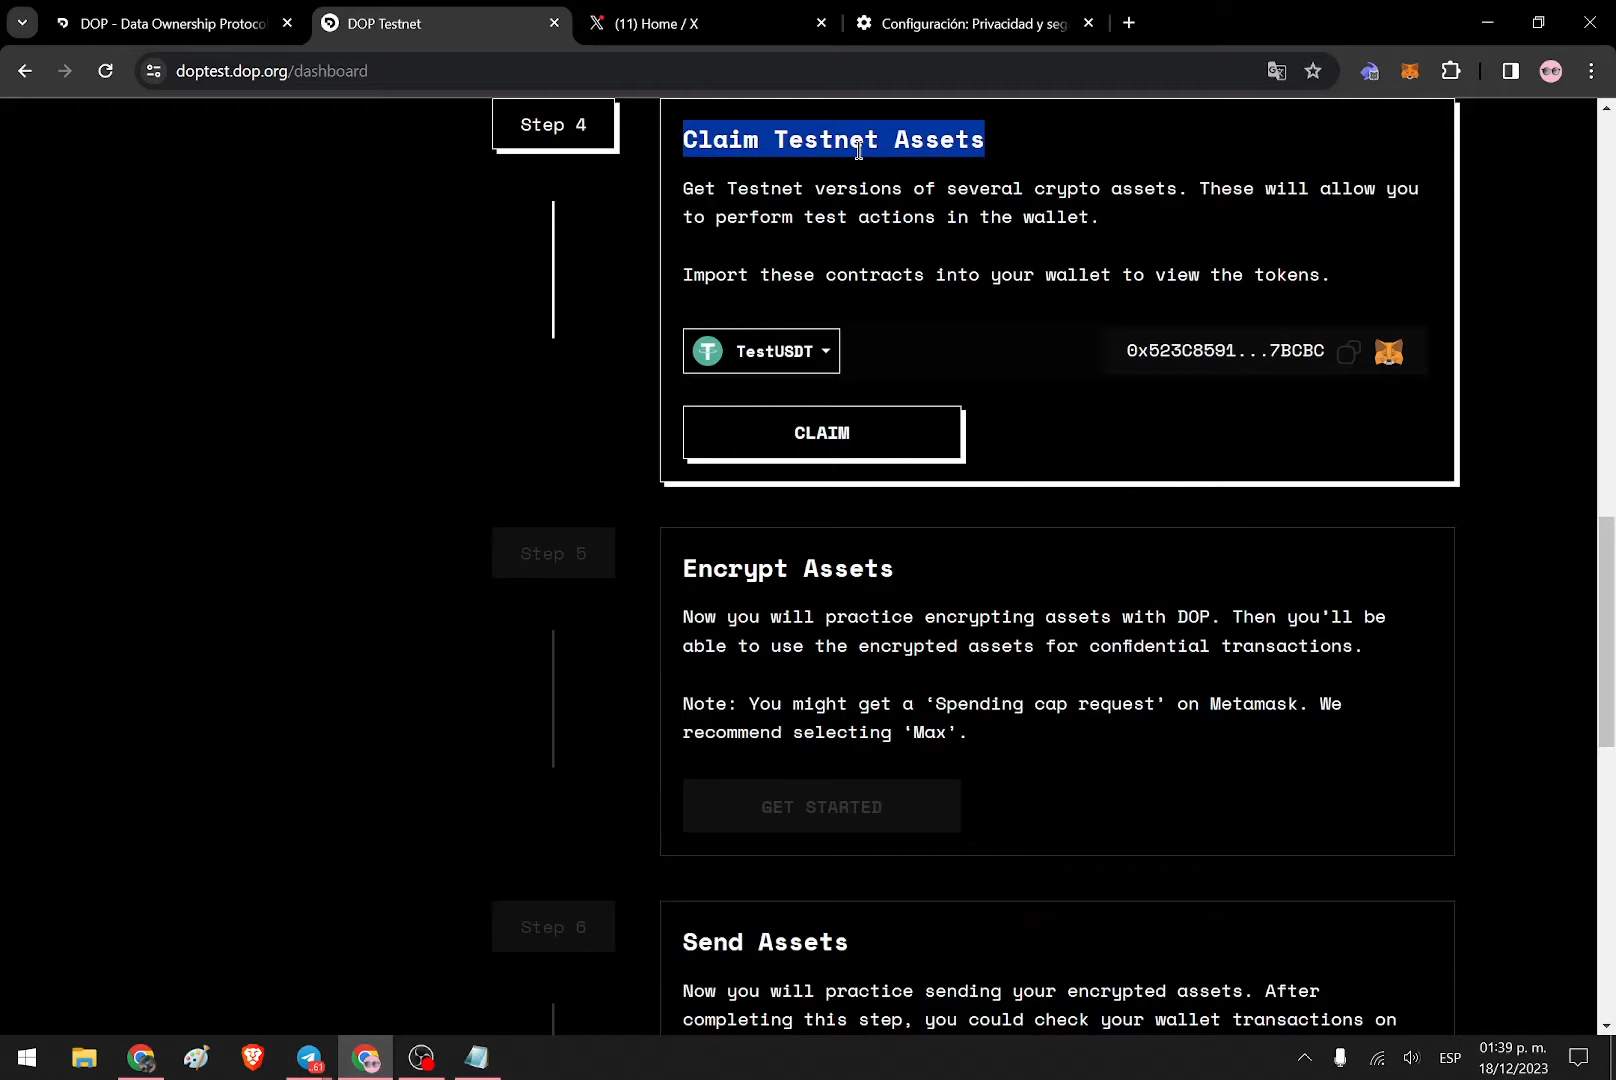 DOP - Data Ownership Protoco
DOP Testnet
(11) Home / X
Configuración: Privacidad y seg
doptest.dop.org/dashboard
Step 4
Claim Testnet Assets
Get Testnet versions of several crypto assets. These will allow you
to perform test actions in the wallet.
Import these contracts into your wallet to view the tokens.
TestUSDT
0x523C8591...7BCBC
CLAIM
Step 5
Encrypt Assets
Now you will practice encrypting assets with DOP. Then you’ll be
able to use the encrypted assets for confidential transactions.
Note: You might get a ‘Spending cap request’ on Metamask. We
recommend selecting ‘Max’.
GET STARTED
Step 6
Send Assets
Now you will practice sending your encrypted assets. After
completing this step, you could check your wallet transactions on
61
ESP
01:39 p. m.
18/12/2023